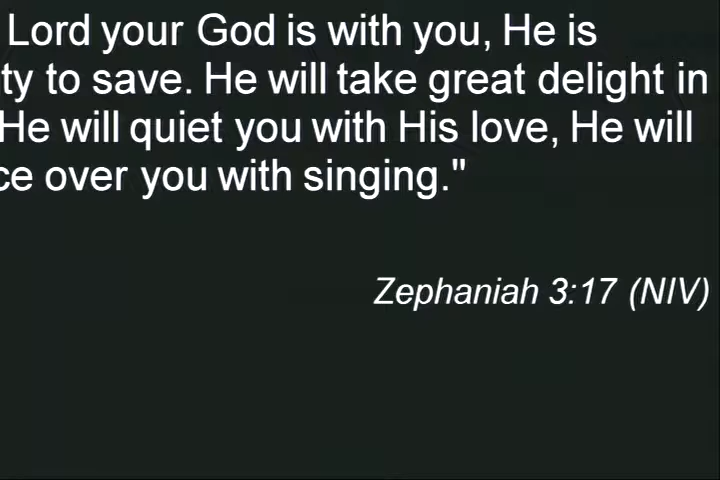 Lord your God is with you, He is
ty to save. He will take great delight in
He will quiet you with His love, He will
ce over you with singing."
Zephaniah 3:17 (NIV)